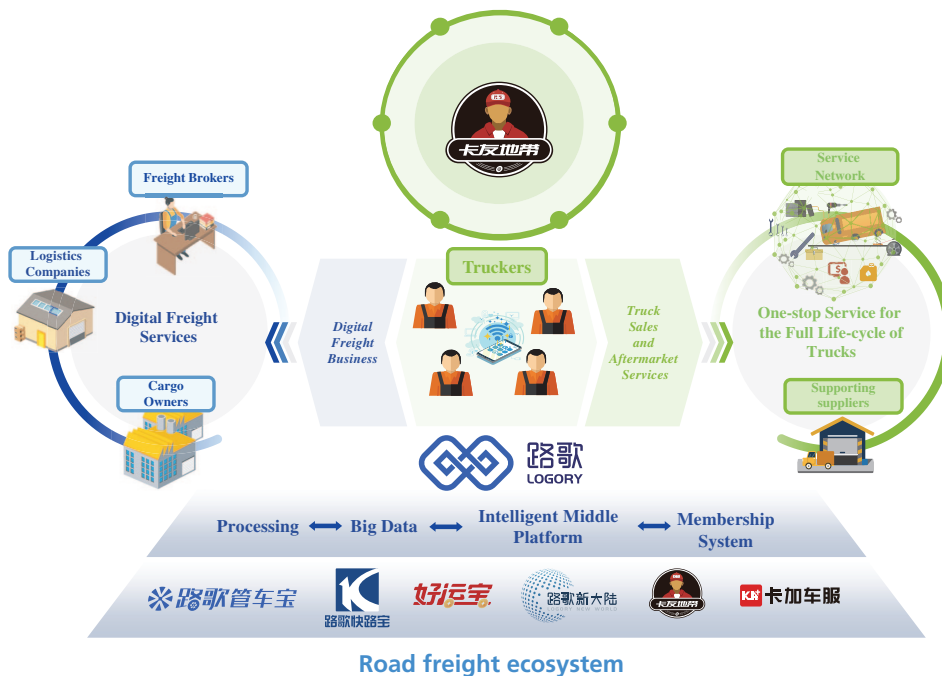 卡友地带
Freight Brokers
Logistics
Companies
Digital Freight
Services
Cargo
Owners
Digital
Freight
Business
Truckers
Truck
Sales
and
Aftermarket
Services
Service
Network
One-stop Service for
the Full Life-cycle of
Trucks
Supporting
suppliers
路歌
LOGORY
Processing
Big Data
Intelligent Middle
Platform
Membership
System
路歌管车宝
路歌快路宝
好运宝
路歌新大陆
LOGORY NEW WORLD
卡友地带
卡加车服
Road freight ecosystem